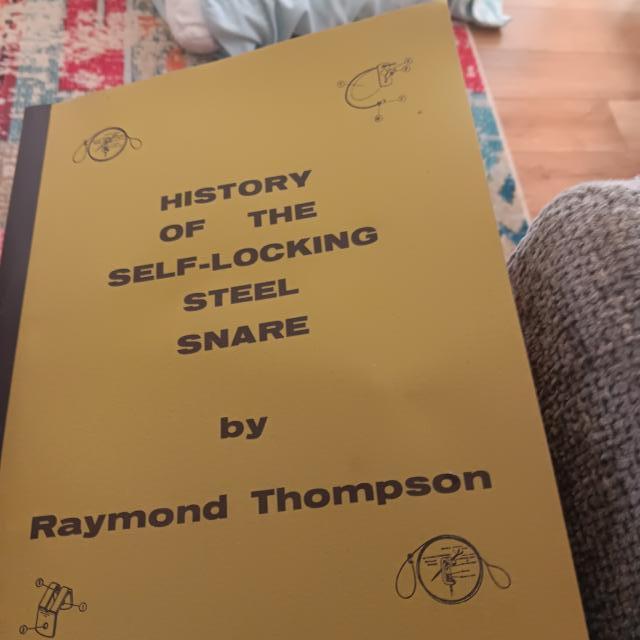 HISTORY
OF THE
SELF-LOCKING
STEEL
SNARE
by
Raymond Thompson